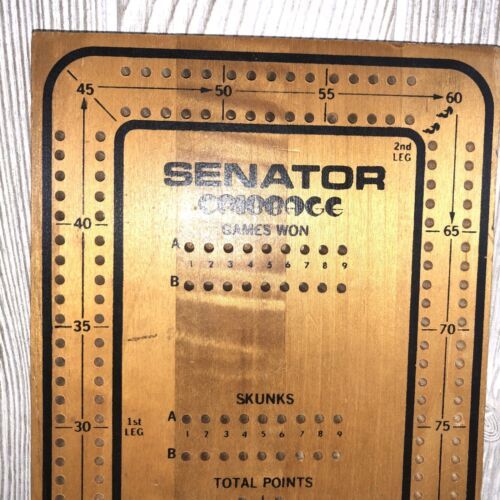 45 50 55 60
2nd
LEG
SENATOR
CRIBBAGE
GAMES WON
A
1 2 3 4 5 6 7 8 9
B
40
65
35
70
SKUNKS
1st
LEG
A
1 2 3 4 5 6 7 8 9
B
30
75
TOTAL POINTS